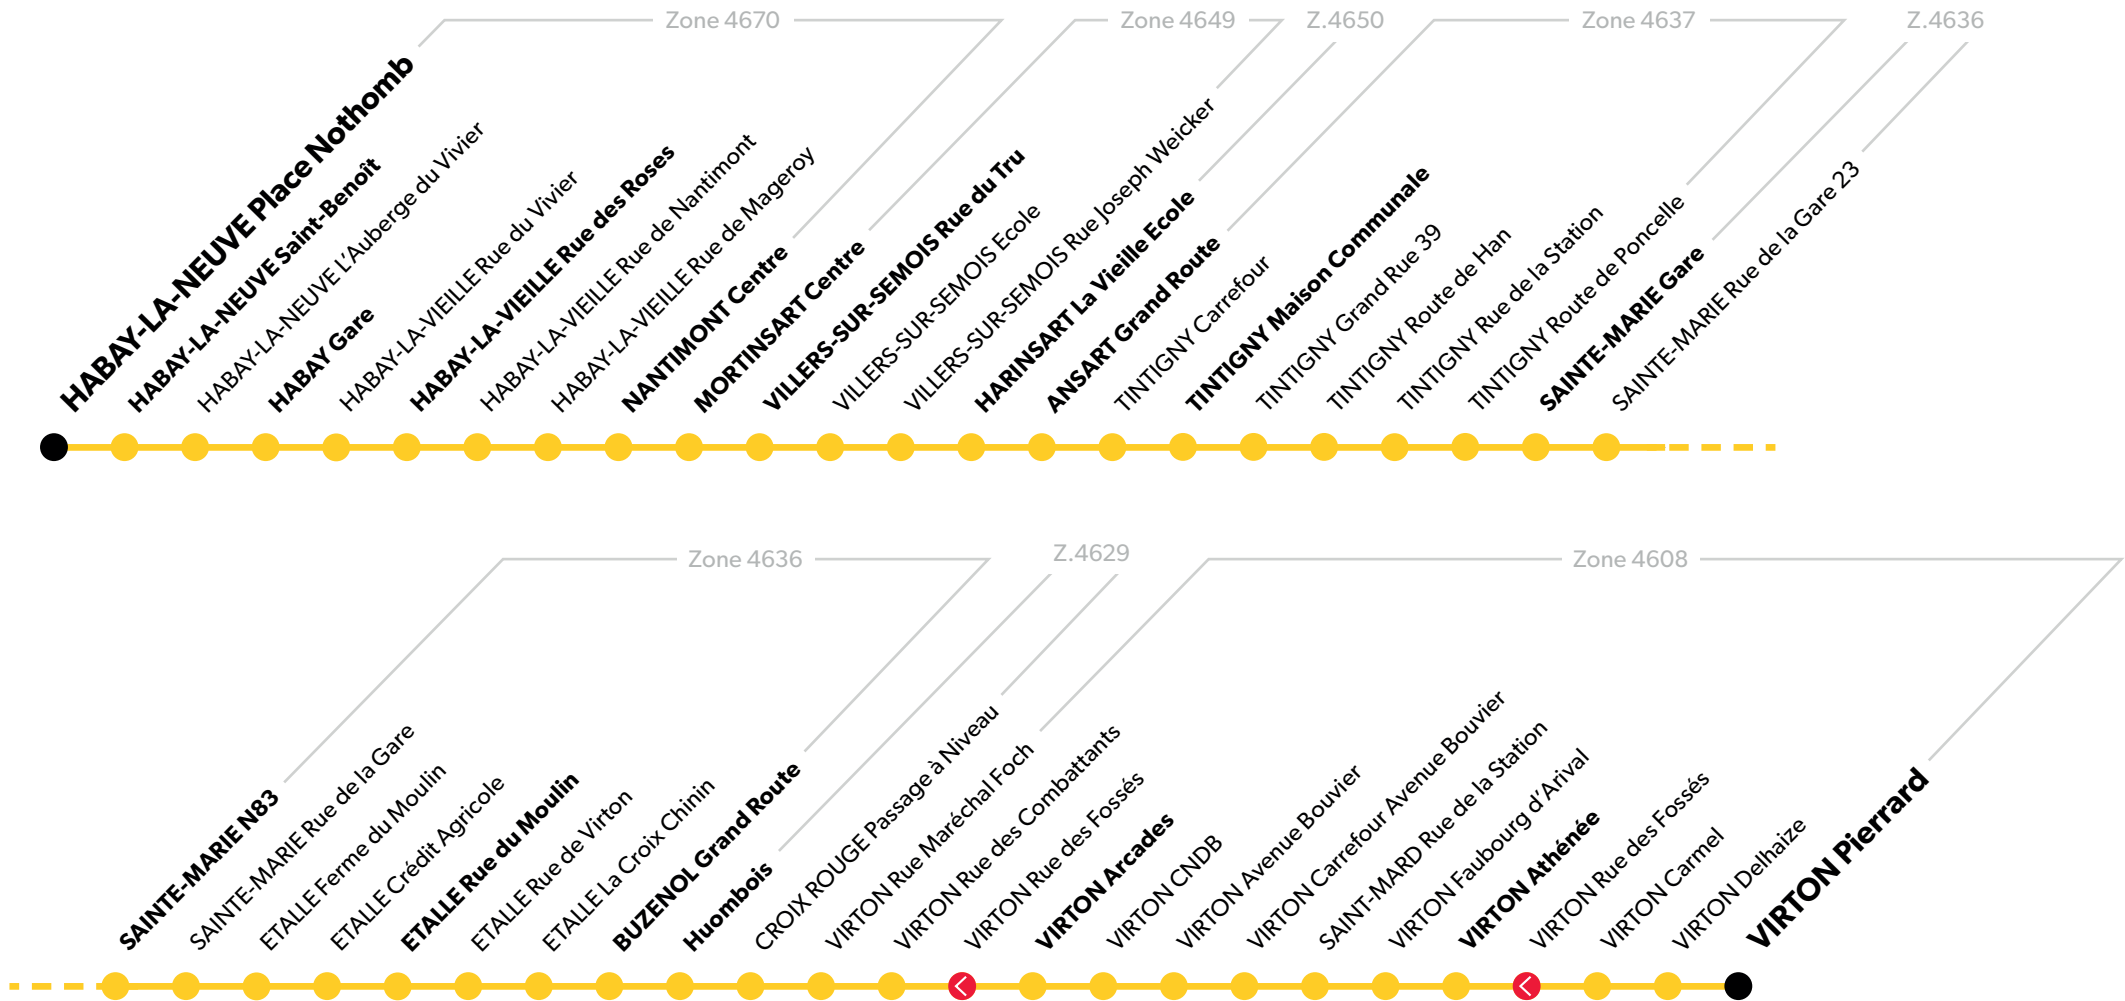 Zone 4670
Zone 4649
Z.4650
Zone 4637
Z.4636
HABAY-LA-NEUVE Place Nothomb
HABAY-LA-NEUVE Saint-Benoît
HABAY-LA-NEUVE L'Auberge du Vivier
HABAY Gare
HABAY-LA-VIEILLE Rue du Vivier
HABAY-LA-VIEILLE Rue des Roses
HABAY-LA-VIEILLE Rue de Nantimont
HABAY-LA-VIEILLE Rue de Mageroy
NANTIMONT Centre
MORTINSART Centre
VILLERS-SUR-SEMOIS Rue du Tru
VILLERS-SUR-SEMOIS Ecole
VILLERS-SUR-SEMOIS Rue Joseph Weicker
HARINSART La Vieille Ecole
ANSART Grand Route
TINTIGNY Carrefour
TINTIGNY Maison Communale
TINTIGNY Grand Rue 39
TINTIGNY Route de Han
TINTIGNY Rue de la Station
TINTIGNY Route de Poncelle
SAINTE-MARIE Gare
SAINTE-MARIE Rue de la Gare 23
Zone 4636
Z.4629
Zone 4608
SAINTE-MARIE N83
SAINTE-MARIE Rue de la Gare
ETALLE Ferme du Moulin
ETALLE Crédit Agricole
ETALLE Rue du Moulin
ETALLE Rue de Virton
ETALLE La Croix Chinin
BUZENOL Grand Route
Huombois
CROIX ROUGE Passage à Niveau
VIRTON Rue Maréchal Foch
VIRTON Rue des Combattants
VIRTON Rue des Fossés
VIRTON Arcades
VIRTON CNDB
VIRTON Avenue Bouvier
VIRTON Carrefour Avenue Bouvier
SAINT-MARD Rue de la Station
VIRTON Faubourg d'Arival
VIRTON Athénée
VIRTON Rue des Fossés
VIRTON Carmel
VIRTON Delhaize
VIRTON Pierrard